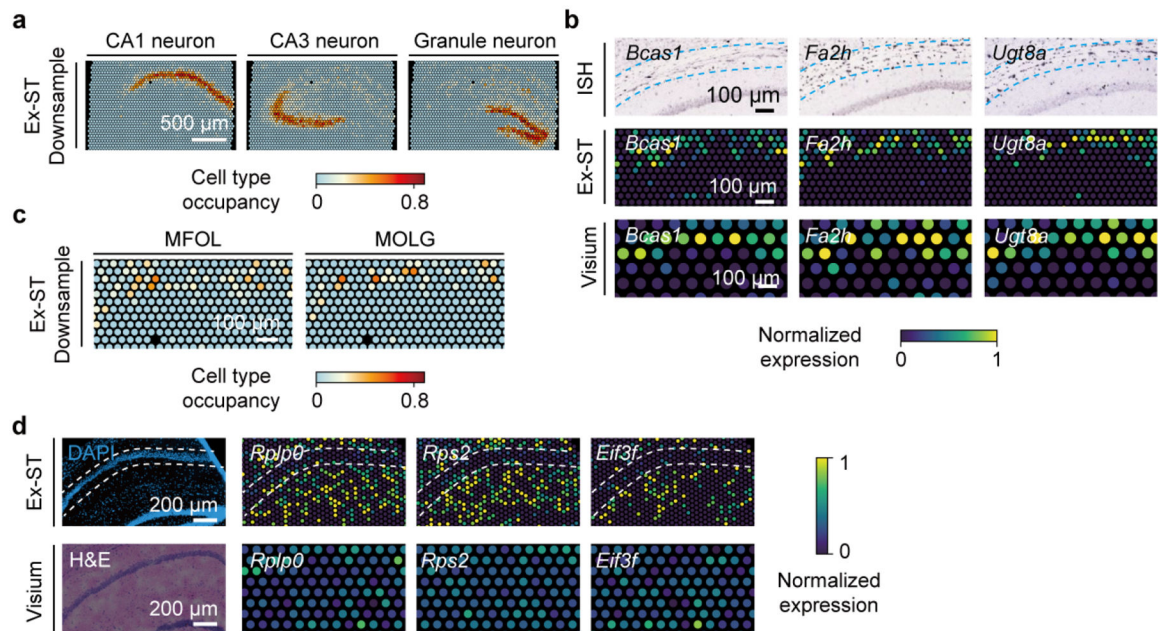 a
CA1 neuron
CA3 neuron
Granule neuron
Ex-ST
Downsample
500 µm
Cell type
occupancy
0
0.8
b
ISH
Bcas1
Fa2h
Ugt8a
100 µm
Ex-ST
Bcas1
Fa2h
Ugt8a
100 µm
Visium
Bcas1
Fa2h
Ugt8a
100 µm
Normalized
expression
0
1
c
MFOL
MOLG
Ex-ST
Downsample
100 µm
Cell type
occupancy
0
0.8
d
Ex-ST
DAPI
Rplp0
Rps2
Eif3f
200 µm
Visium
H&E
Rplp0
Rps2
Eif3f
200 µm
1
0
Normalized
expression